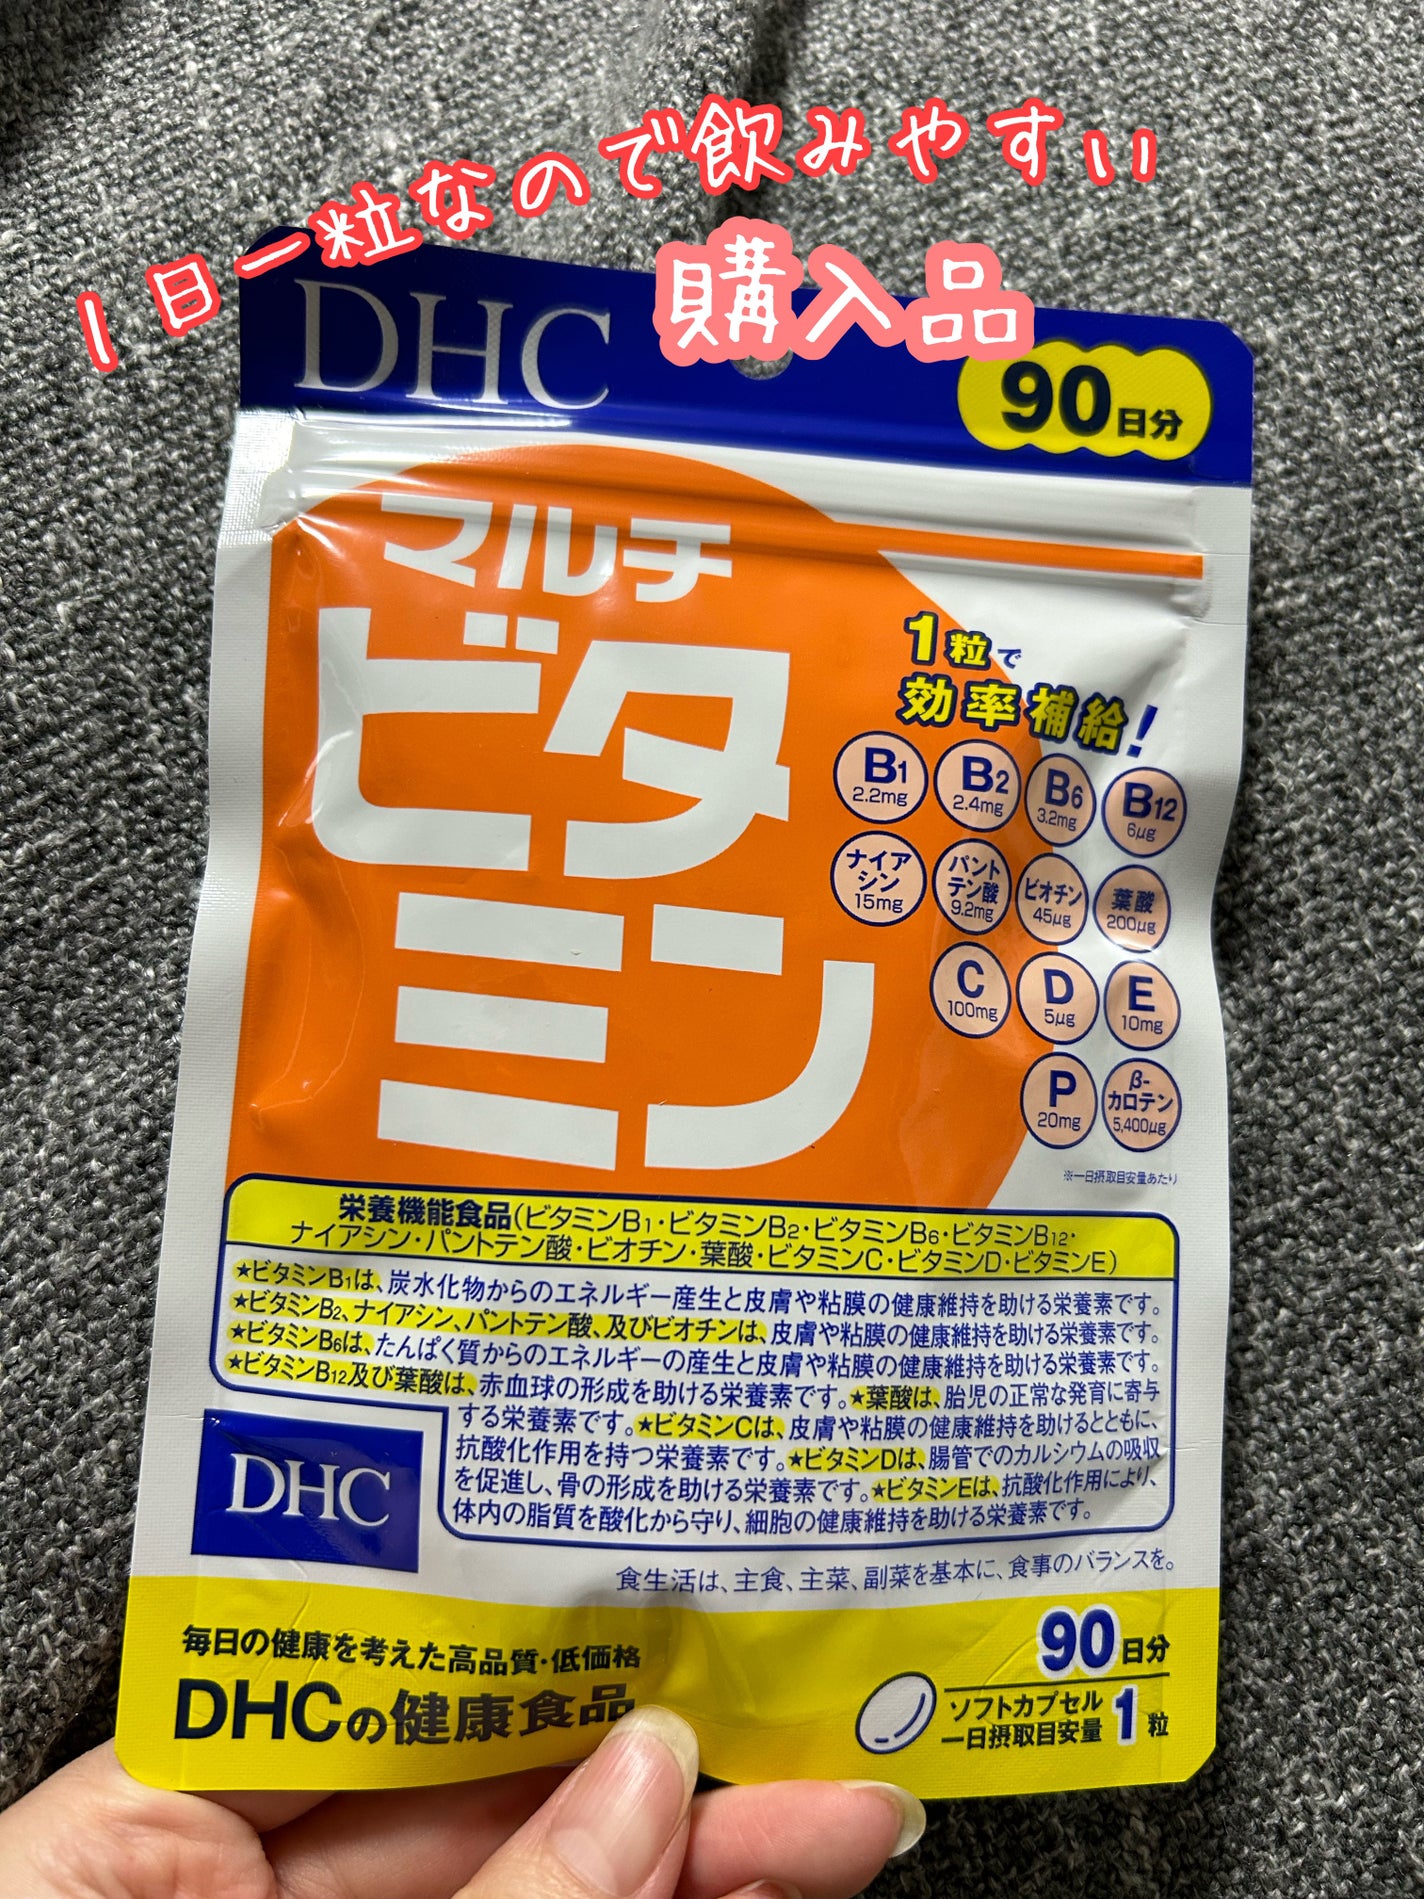 1日一粒なので飲みやすい
購入品
DHC
90日分
マルチ
ビタ
ミン
1粒で
効率補給!
B1
2.2mg
B2
2.4mg
B6
3.2mg
B12
6μg
ナイア
シン
15mg
パント
テン酸
9.2mg
ビオチン
45μg
葉酸
200μg
C
100mg
D
5μg
E
10mg
P
20mg
β-
カロテン
5,400μg
※一日摂取目安量あたり
栄養機能食品(ビタミンB1・ビタミンB2・ビタミンB6・ビタミンB12・
ナイアシン・パントテン酸・ビオチン・葉酸・ビタミンC・ビタミンD・ビタミンE)
★ビタミンB1は、炭水化物からのエネルギー産生と皮膚や粘膜の健康維持を助ける栄養素です。
★ビタミンB2、ナイアシン、パントテン酸、及びビオチンは、皮膚や粘膜の健康維持を助ける栄養素です。
★ビタミンB6は、たんぱく質からのエネルギーの産生と皮膚や粘膜の健康維持を助ける栄養素です。
★ビタミンB12及び葉酸は、赤血球の形成を助ける栄養素です。★葉酸は、胎児の正常な発育に寄与
する栄養素です。★ビタミンCは、皮膚や粘膜の健康維持を助けるとともに、
抗酸化作用を持つ栄養素です。★ビタミンDは、腸管でのカルシウムの吸収
を促進し、骨の形成を助ける栄養素です。★ビタミンEは、抗酸化作用により、
体内の脂質を酸化から守り、細胞の健康維持を助ける栄養素です。
DHC
食生活は、主食、主菜、副菜を基本に、食事のバランスを。
毎日の健康を考えた高品質・低価格
DHCの健康食品
90日分
ソフトカプセル
一日摂取目安量 1粒